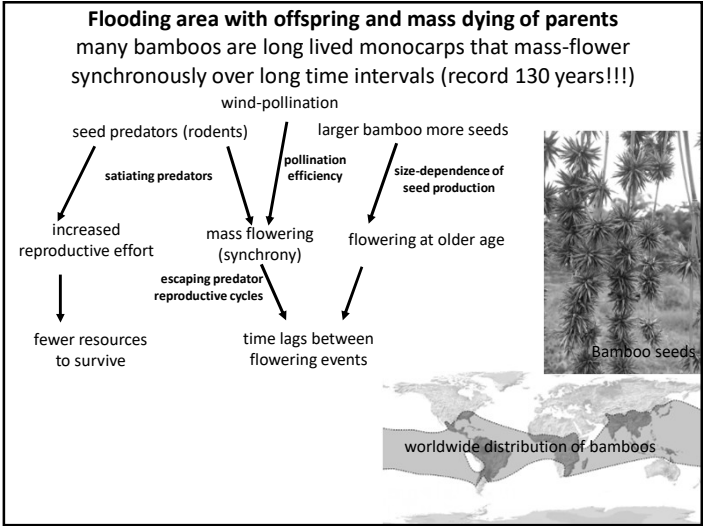 Flooding area with offspring and mass dying of parents
many bamboos are long lived monocarps that mass-flower
synchronously over long time intervals (record 130 years!!!)
wind-pollination
seed predators (rodents)
larger bamboo more seeds
satiating predators
pollination
efficiency
size-dependence of
seed production
increased
reproductive effort
mass flowering
(synchrony)
flowering at older age
escaping predator
reproductive cycles
fewer resources
to survive
time lags between
flowering events
Bamboo seeds
worldwide distribution of bamboos